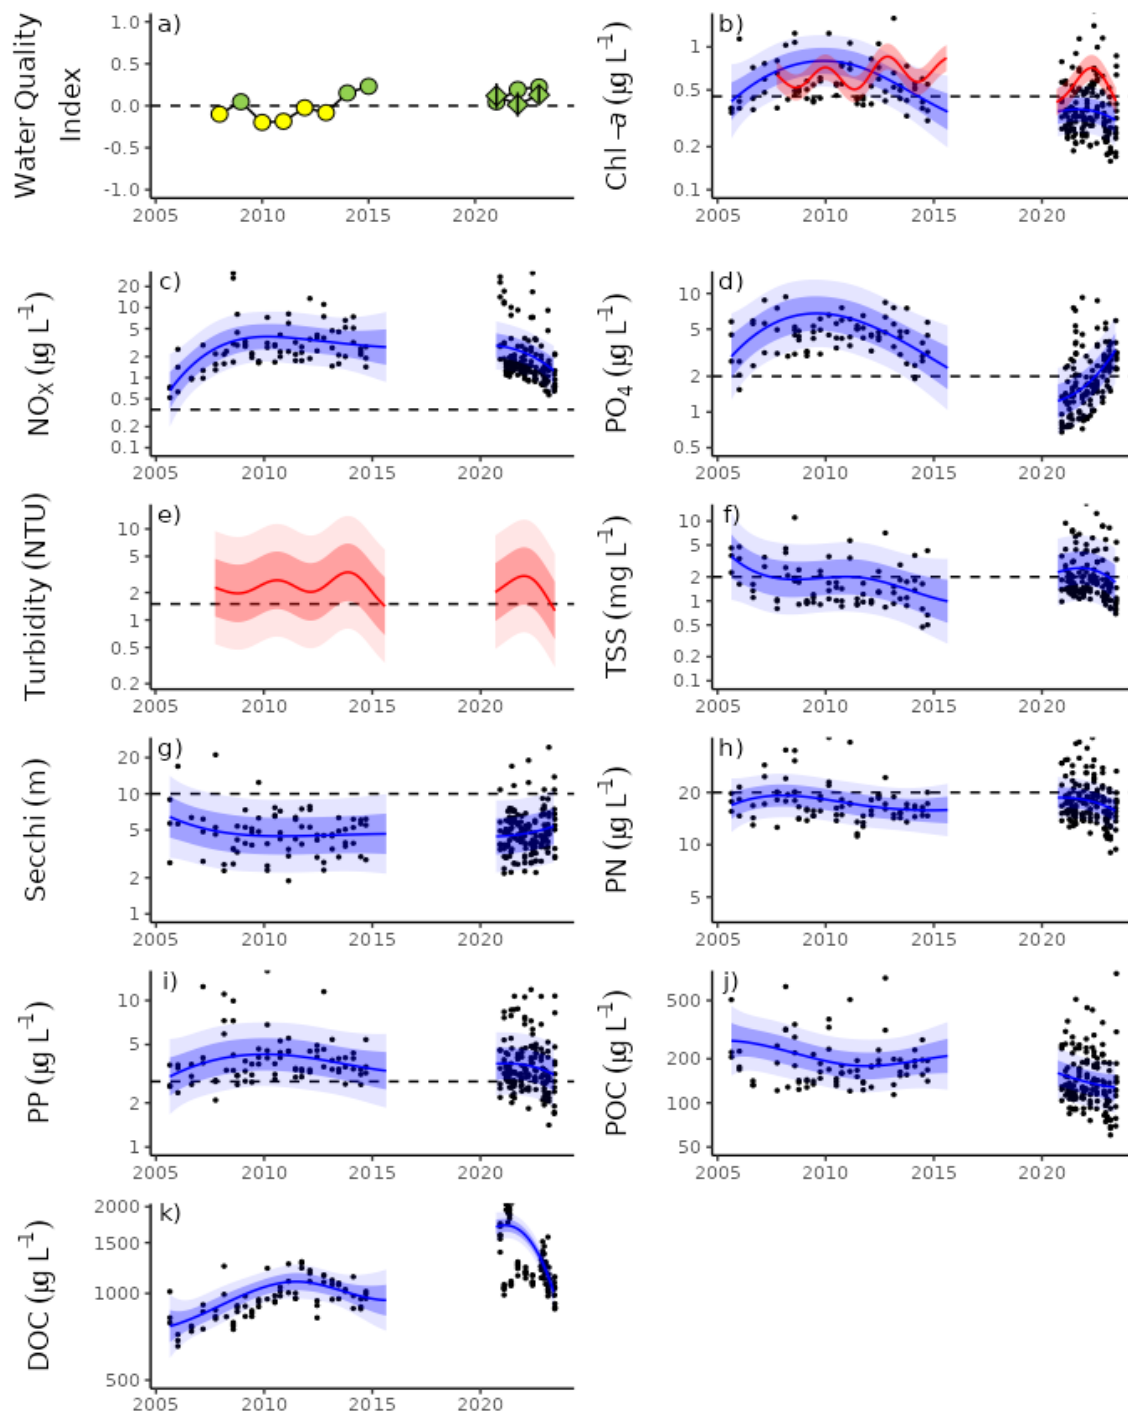 a)
Water Quality
Index
1.0
0.5
0.0
-0.5
-1.0
2005 2010 2015 2020
b)
Chl −a (µg L⁻¹)
1
0.5
0.2
0.1
2005 2010 2015 2020
c)
NOX (µg L⁻¹)
20
10
5
2
1
0.5
0.2
0.1
2005 2010 2015 2020
d)
PO4 (µg L⁻¹)
10
5
2
1
0.5
2005 2010 2015 2020
e)
Turbidity (NTU)
10
5
2
1
0.5
0.2
2005 2010 2015 2020
f)
TSS (mg L⁻¹)
10
5
2
1
0.5
0.2
0.1
2005 2010 2015 2020
g)
Secchi (m)
20
10
5
2
1
2005 2010 2015 2020
h)
PN (µg L⁻¹)
20
10
5
2005 2010 2015 2020
i)
PP (µg L⁻¹)
10
5
2
1
2005 2010 2015 2020
j)
POC (µg L⁻¹)
500
200
100
50
2005 2010 2015 2020
k)
DOC (µg L⁻¹)
2000
1500
1000
500
2005 2010 2015 2020